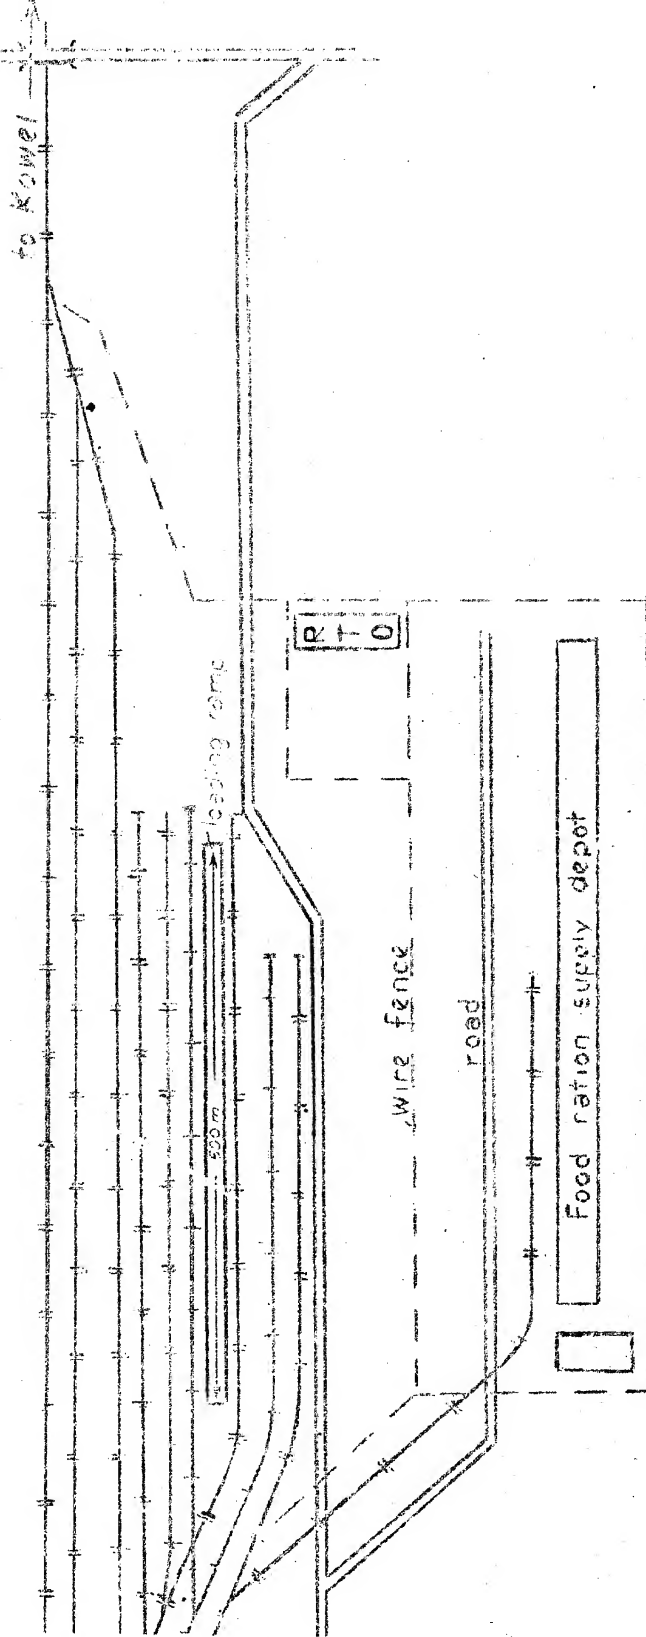 to Kowel
R T O
loading ramp
500 m
wire fence
road
Food ration supply depot